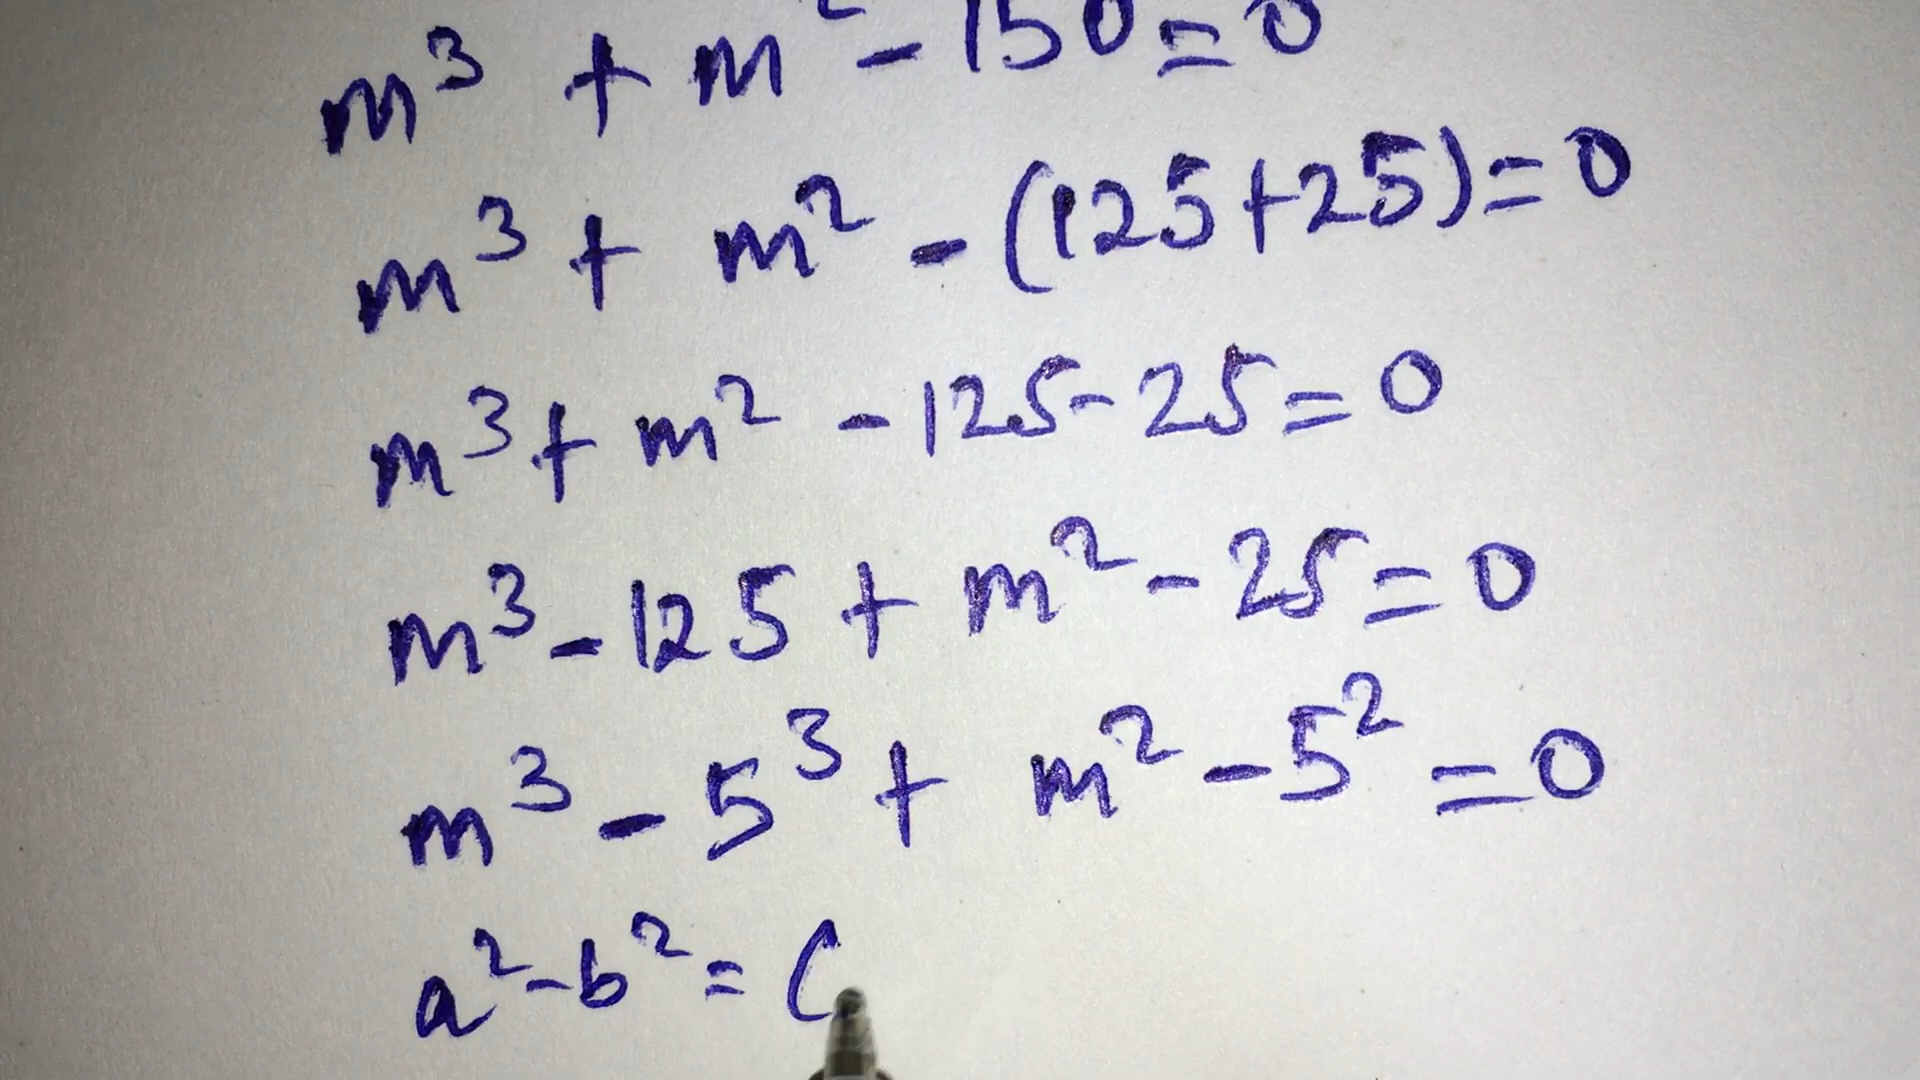 m³ + m² - 150 = 0
m³ + m² - (125+25) = 0
m³ + m² - 125 - 25 = 0
m³ - 125 + m² - 25 = 0
m³ - 5³ + m² - 5² = 0
a² - b² = (